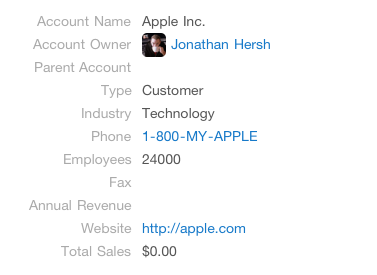 Account Name Apple Inc.
Account Owner Jonathan Hersh
Parent Account
Type Customer
Industry Technology
Phone 1-800-MY-APPLE
Employees 24000
Fax
Annual Revenue
Website http://apple.com
Total Sales $0.00